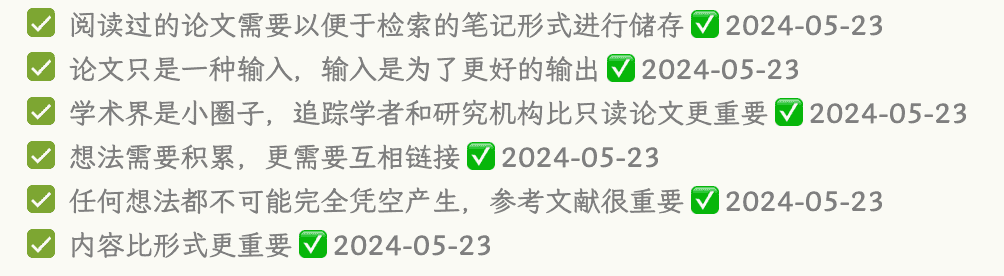 阅读过的论文需要以便于检索的笔记形式进行储存 ✅ 2024-05-23
论文只是一种输入，输入是为了更好的输出 ✅ 2024-05-23
学术界是小圈子，追踪学者和研究机构比只读论文更重要 ✅ 2024-05-23
想法需要积累，更需要互相链接 ✅ 2024-05-23
任何想法都不可能完全凭空产生，参考文献很重要 ✅ 2024-05-23
内容比形式更重要 ✅ 2024-05-23